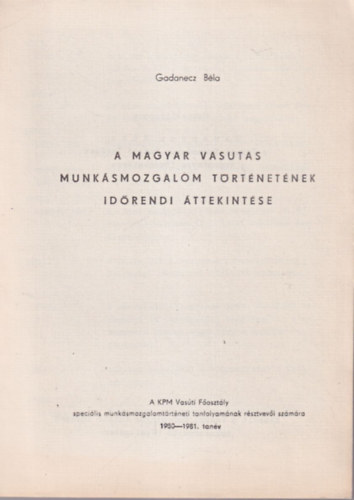 Gadanecz Béla
A MAGYAR VASUTAS
MUNKÁSMOZGALOM TÖRTÉNETÉNEK
IDŐRENDI ÁTTEKINTÉSE
A KPM Vasúti Főosztály
speciális munkásmozgalomtörténeti tanfolyamának résztvevői számára
1980—1981. tanév